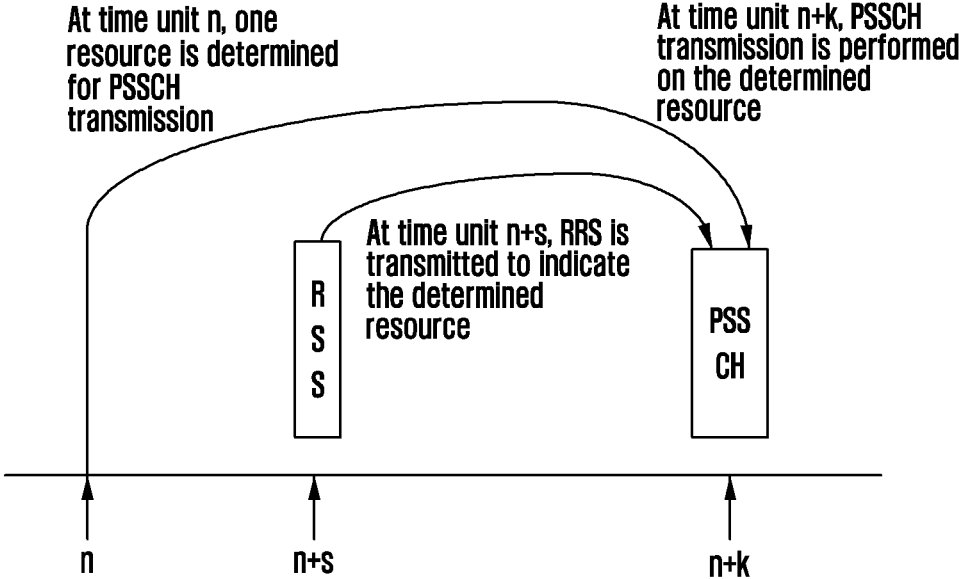 At time unit n, one
resource is determined
for PSSCH
transmission
At time unit n+k, PSSCH
transmission is performed
on the determined
resource
At time unit n+s, RRS is
transmitted to indicate
the determined
resource
R
S
S
PSS
CH
n
n+s
n+k